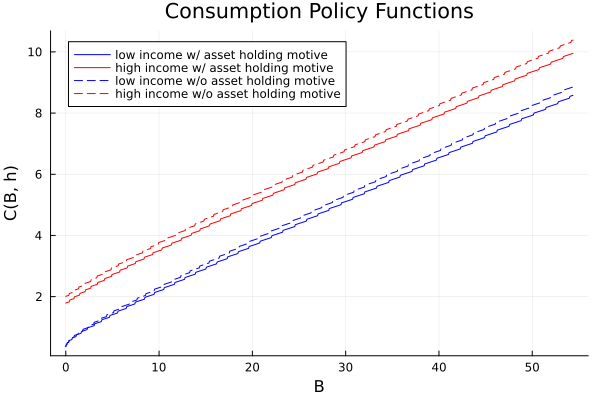 Consumption Policy Functions
low income w/ asset holding motive
high income w/ asset holding motive
low income w/o asset holding motive
high income w/o asset holding motive
C(B, h)
10
8
6
4
2
0 10 20 30 40 50
B